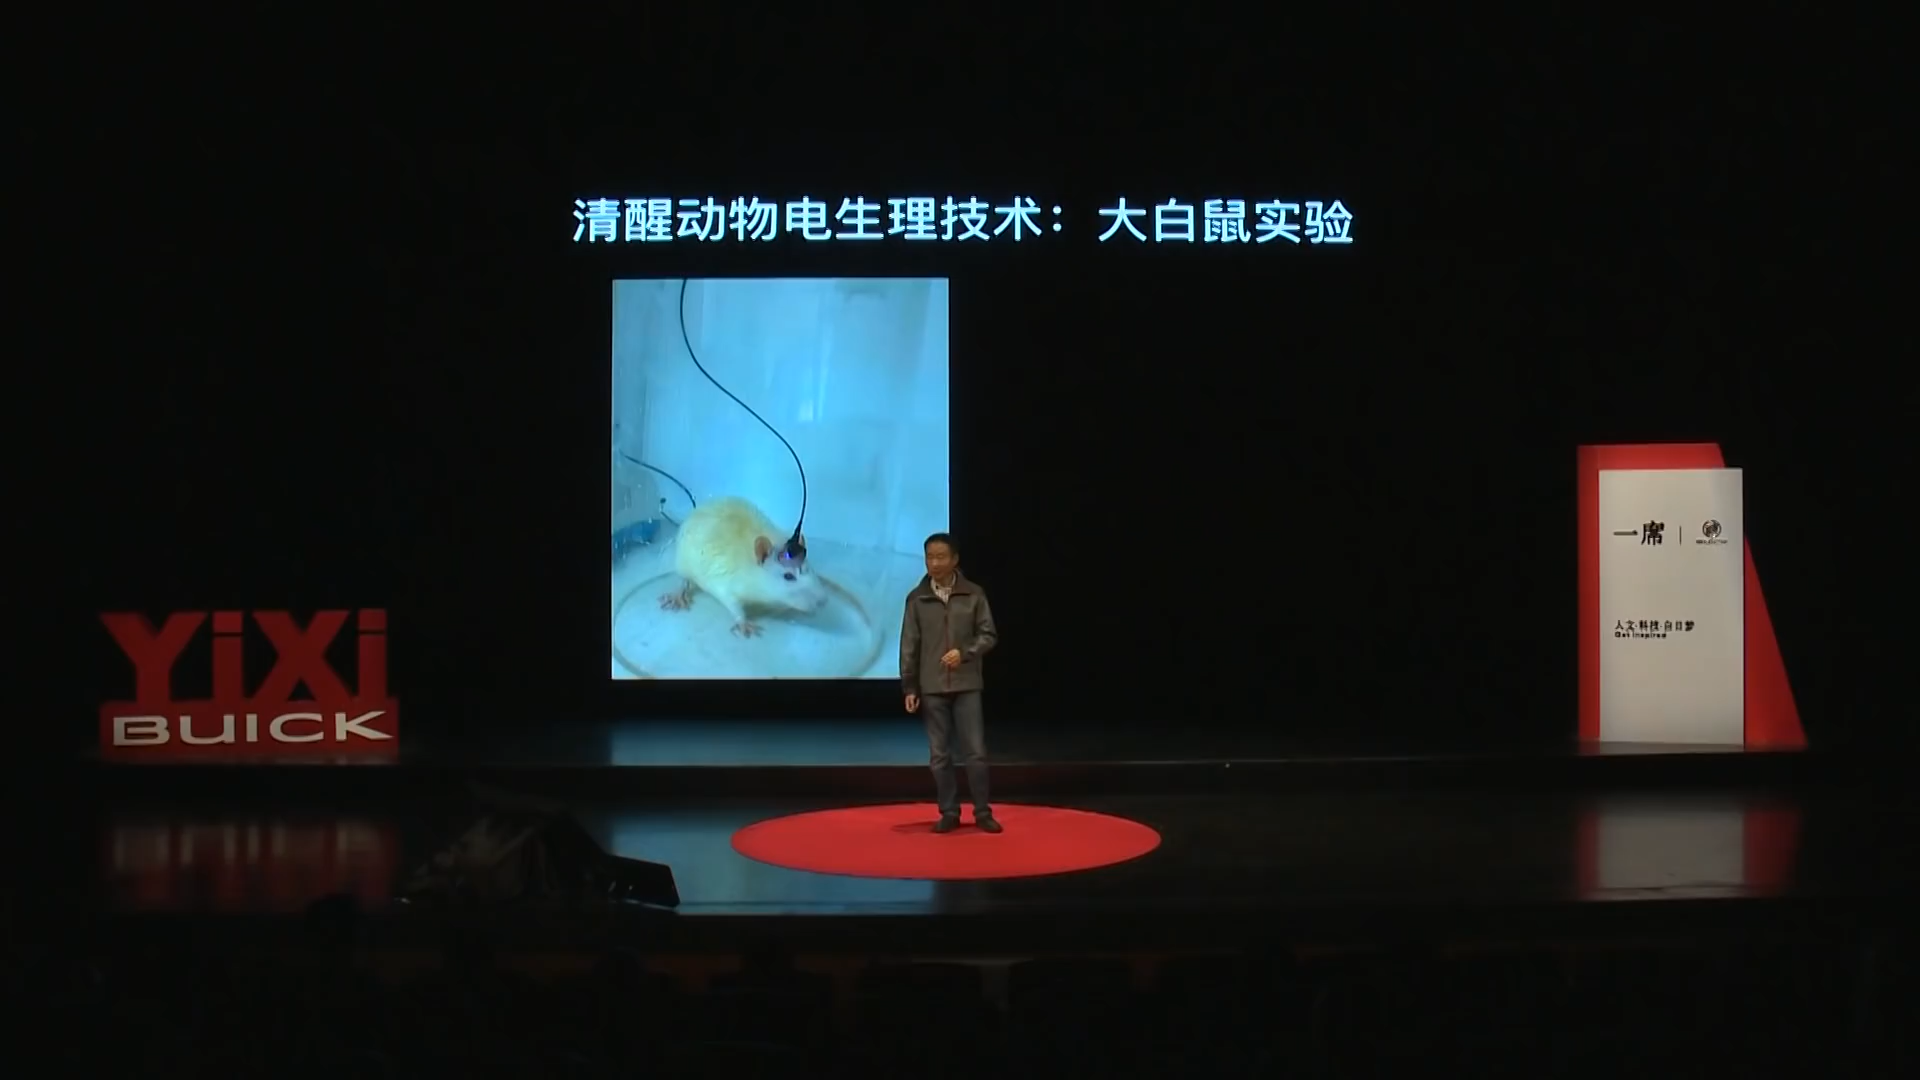 清醒动物电生理技术：大白鼠实验
YiXi
BUICK
一席
人文·科技·白日梦
Get Inspired